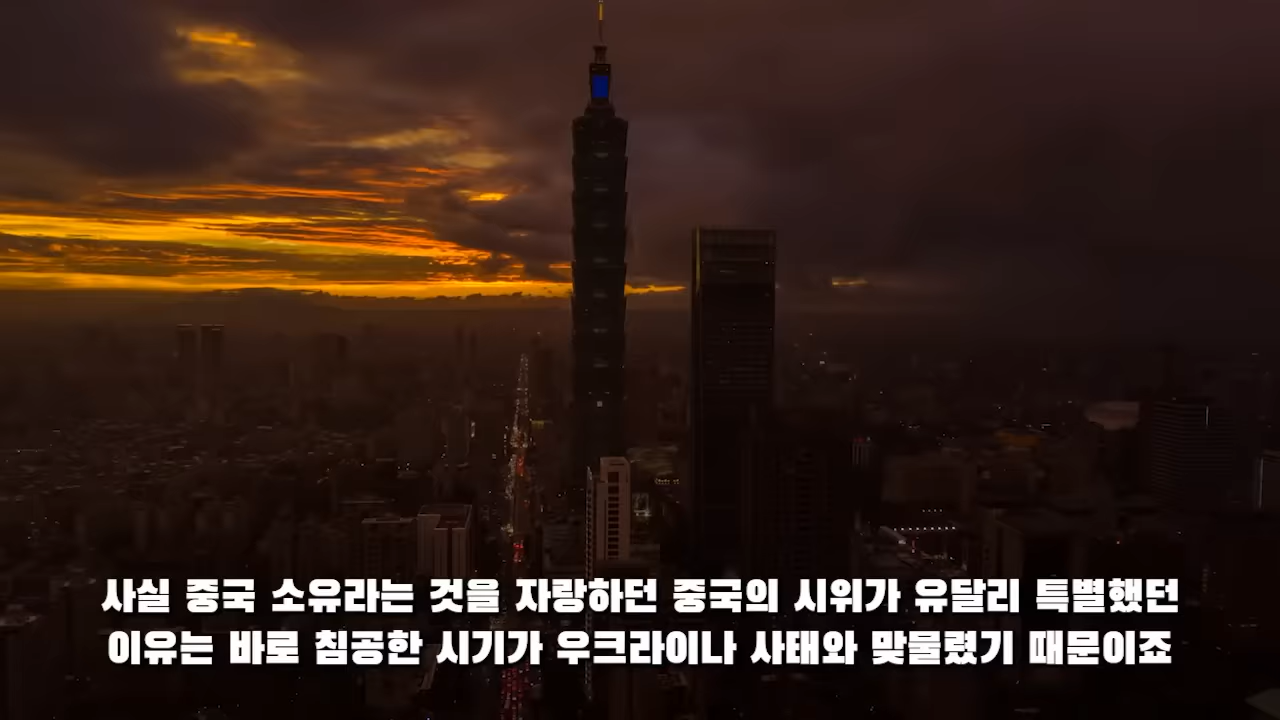 사실 중국 소유라는 것을 자랑하던 중국의 시위가 유달리 특별했던
이유는 바로 침공한 시기가 우크라이나 사태와 맞물렸기 때문이죠